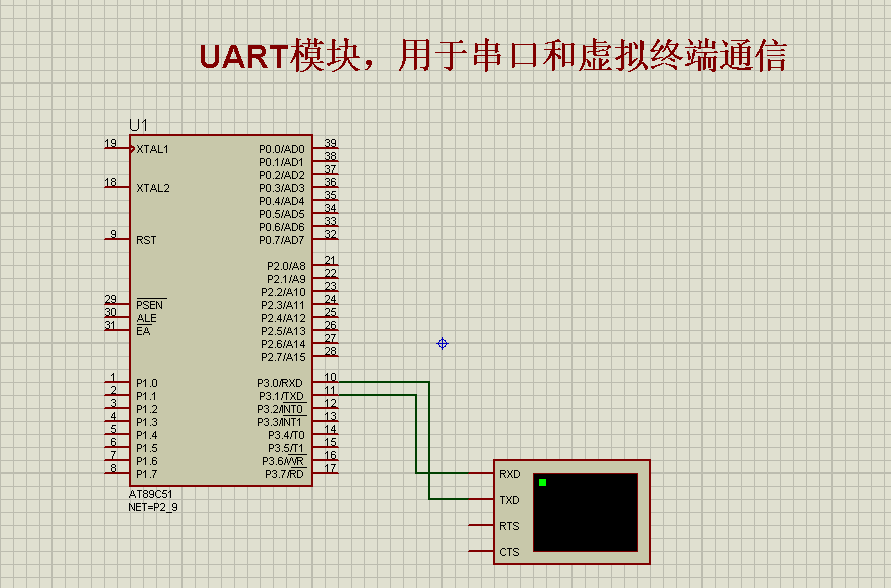 UART模块，用于串口和虚拟终端通信
U1
19 XTAL1 P0.0/AD0 39
P0.1/AD1 38
P0.2/AD2 37
18 XTAL2 P0.3/AD3 36
P0.4/AD4 35
P0.5/AD5 34
P0.6/AD6 33
9 RST P0.7/AD7 32
P2.0/A8 21
P2.1/A9 22
P2.2/A10 23
29 PSEN P2.3/A11 24
30 ALE P2.4/A12 25
31 EA P2.5/A13 26
P2.6/A14 27
P2.7/A15 28
1 P1.0 P3.0/RXD 10
2 P1.1 P3.1/TXD 11
3 P1.2 P3.2/INT0 12
4 P1.3 P3.3/INT1 13
5 P1.4 P3.4/T0 14
6 P1.5 P3.5/T1 15
7 P1.6 P3.6/WR 16
8 P1.7 P3.7/RD 17
AT89C51
NET=P2_9
RXD
TXD
RTS
CTS